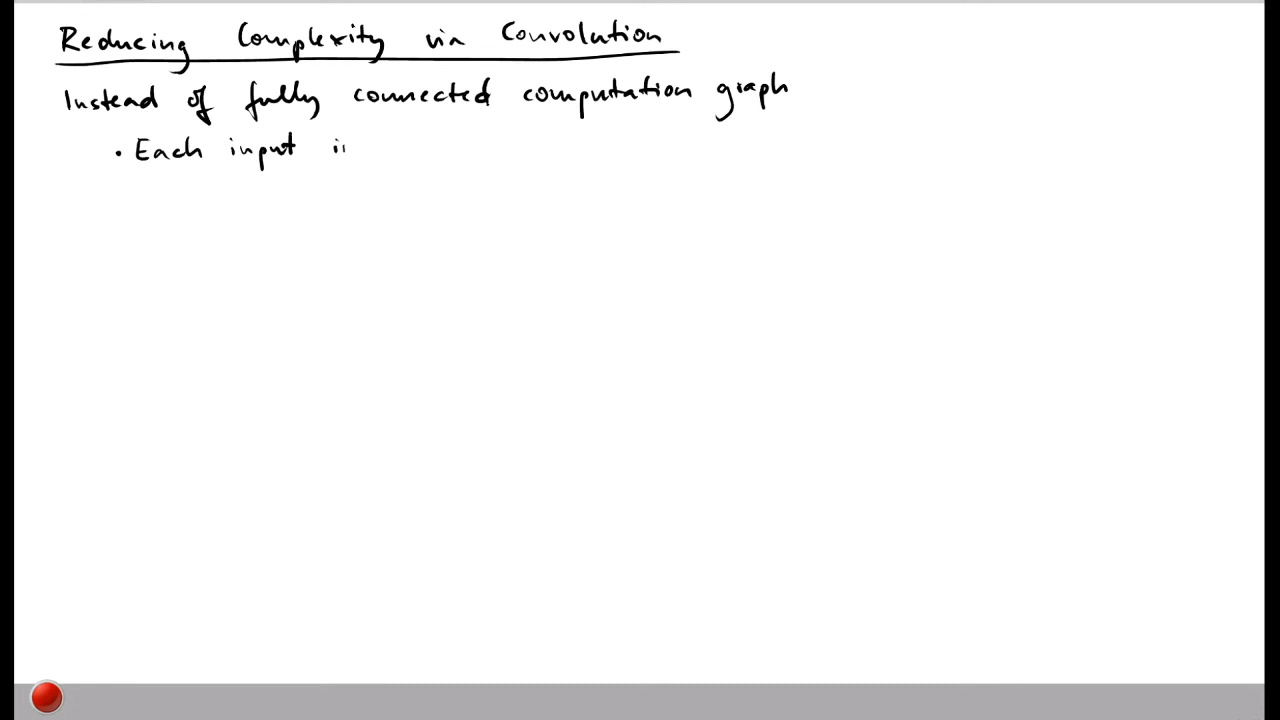 Reducing Complexity via Convolution
Instead of fully connected computation graph
• Each input